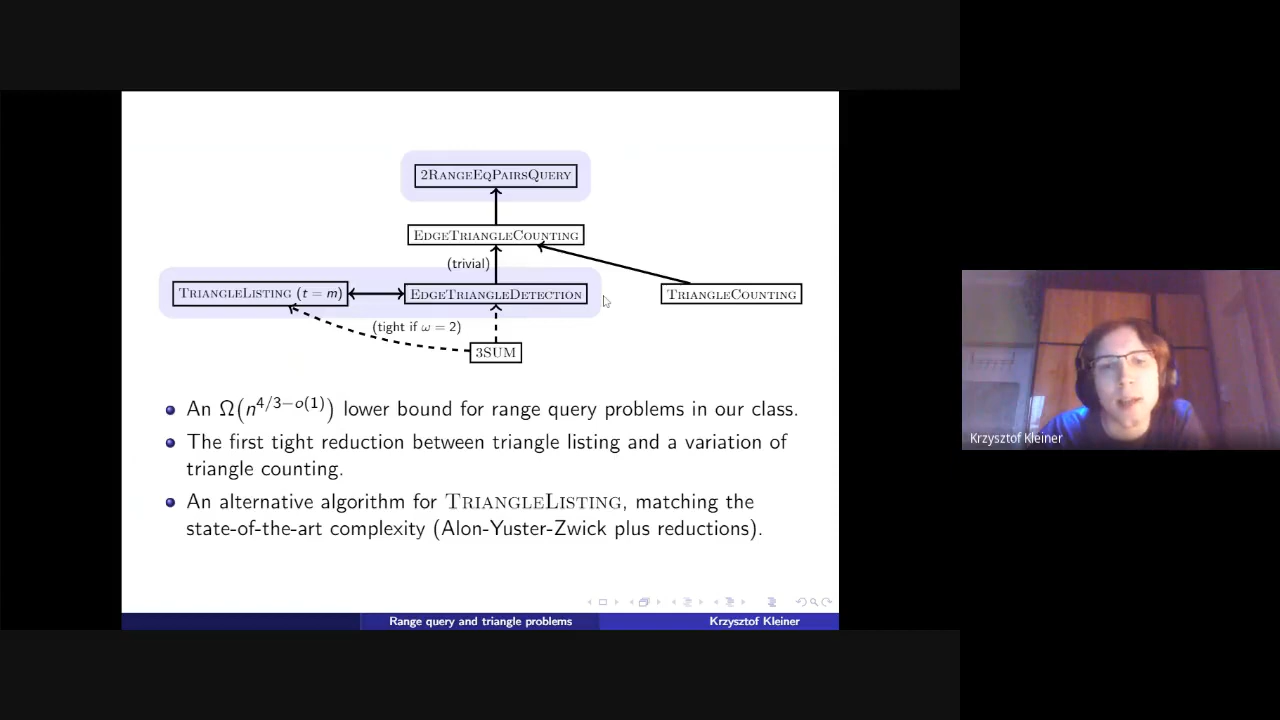 2RANGEEQPAIRSQUERY
EDGETRIANGLECOUNTING
(trivial)
TRIANGLELISTING (t = m)
EDGETRIANGLEDETECTION
TRIANGLECOUNTING
(tight if ω = 2)
3SUM
An Ω(n^{4/3−o(1)}) lower bound for range query problems in our class.
The first tight reduction between triangle listing and a variation of
triangle counting.
An alternative algorithm for TRIANGLELISTING, matching the
state-of-the-art complexity (Alon-Yuster-Zwick plus reductions).
Range query and triangle problems
Krzysztof Kleiner
Krzysztof Kleiner